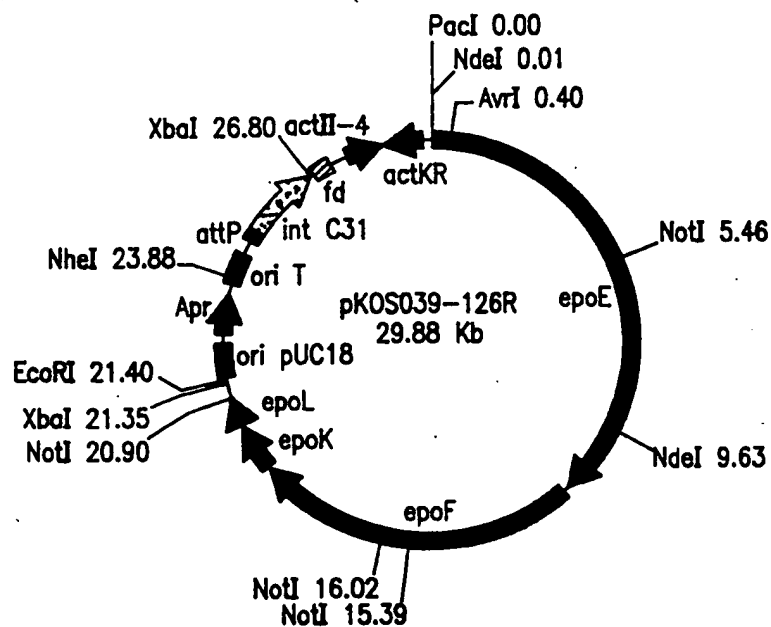 PacI 0.00
NdeI 0.01
AvrI 0.40
XbaI 26.80
actII-4
actKR
fd
attP
int C31
NotI 5.46
NheI 23.88
ori T
pKOS039-126R
29.88 Kb
epoE
Apr
ori pUC18
EcoRI 21.40
XbaI 21.35
NotI 20.90
epoL
epoK
NdeI 9.63
epoF
NotI 16.02
NotI 15.39